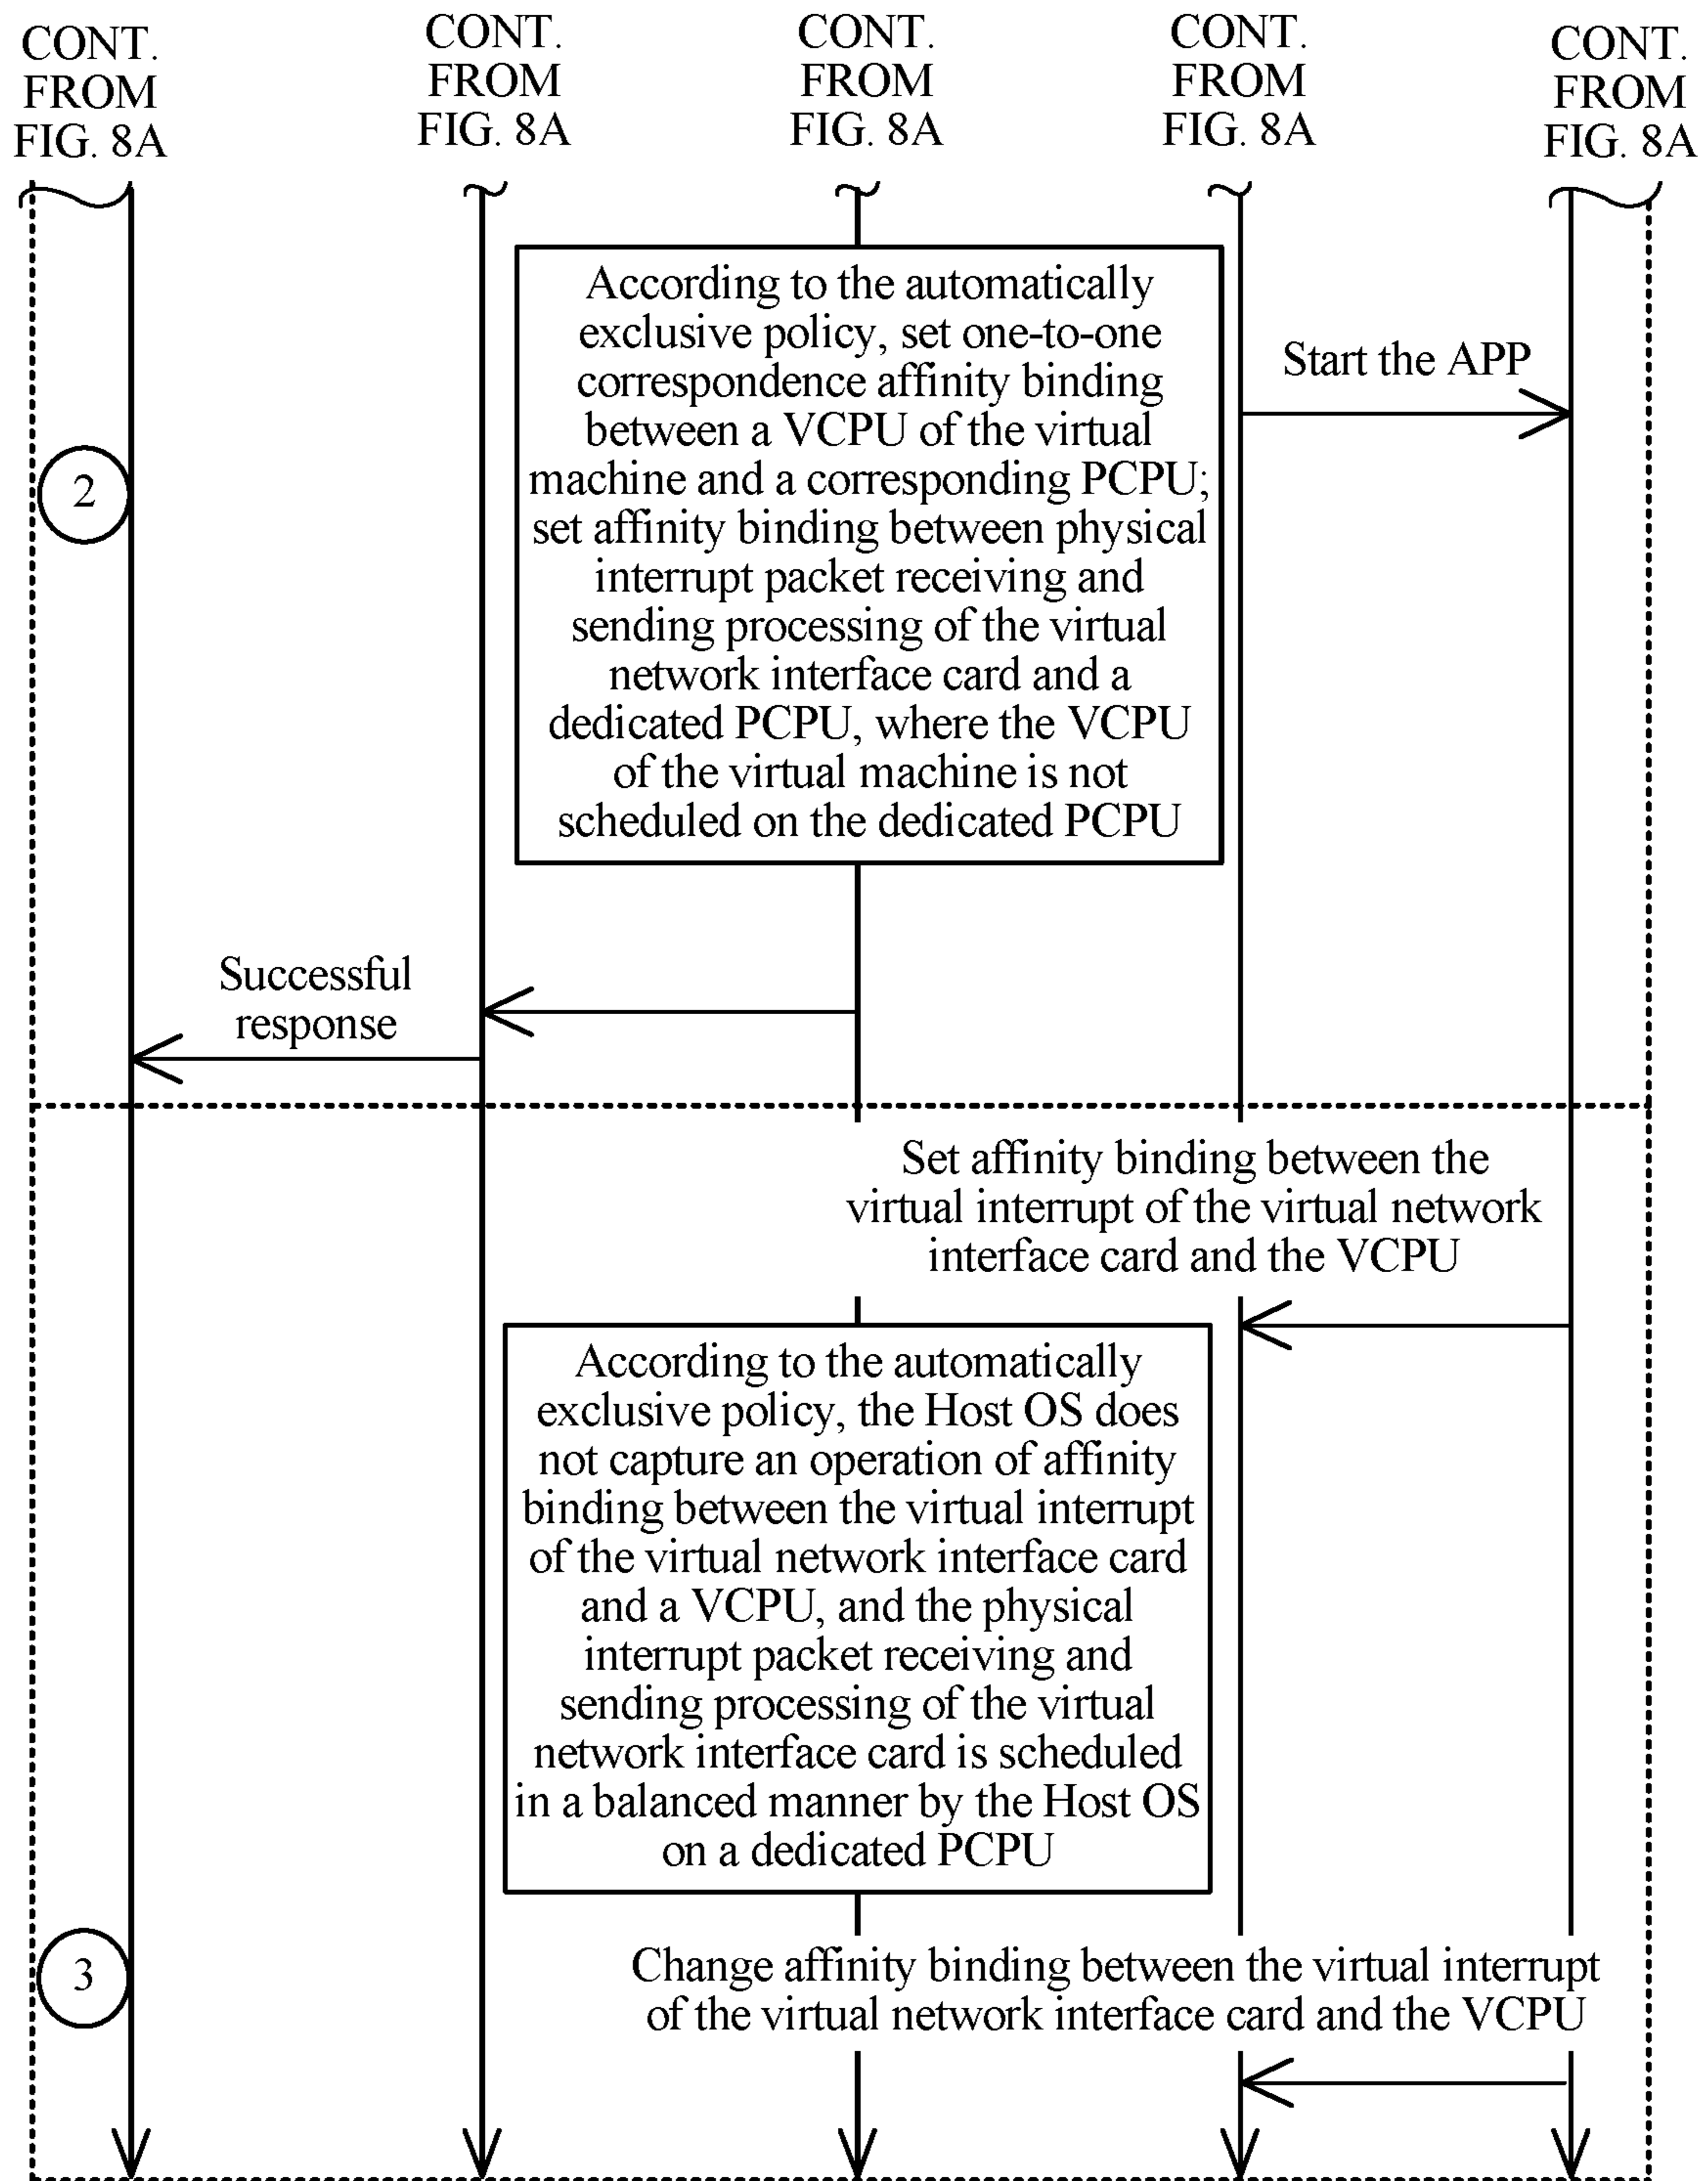 CONT.
FROM
FIG. 8A
CONT.
FROM
FIG. 8A
CONT.
FROM
FIG. 8A
CONT.
FROM
FIG. 8A
CONT.
FROM
FIG. 8A
According to the automatically
exclusive policy, set one-to-one
correspondence affinity binding
between a VCPU of the virtual
machine and a corresponding PCPU;
set affinity binding between physical
interrupt packet receiving and
sending processing of the virtual
network interface card and a
dedicated PCPU, where the VCPU
of the virtual machine is not
scheduled on the dedicated PCPU
Start the APP
2
Successful
response
Set affinity binding between the
virtual interrupt of the virtual network
interface card and the VCPU
According to the automatically
exclusive policy, the Host OS does
not capture an operation of affinity
binding between the virtual interrupt
of the virtual network interface card
and a VCPU, and the physical
interrupt packet receiving and
sending processing of the virtual
network interface card is scheduled
in a balanced manner by the Host OS
on a dedicated PCPU
3
Change affinity binding between the virtual interrupt
of the virtual network interface card and the VCPU